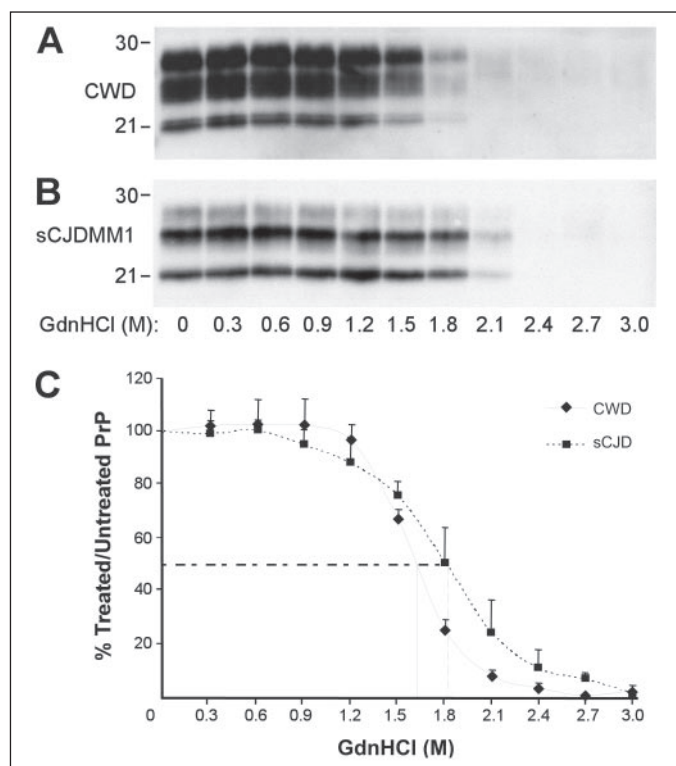 A
30
CWD
21
B
30
sCJDMM1
21
GdnHCl (M): 0 0.3 0.6 0.9 1.2 1.5 1.8 2.1 2.4 2.7 3.0
C
120
100
80
60
40
20
% Treated/Untreated PrP
CWD
sCJD
0 0.3 0.6 0.9 1.2 1.5 1.8 2.1 2.4 2.7 3.0
GdnHCl (M)